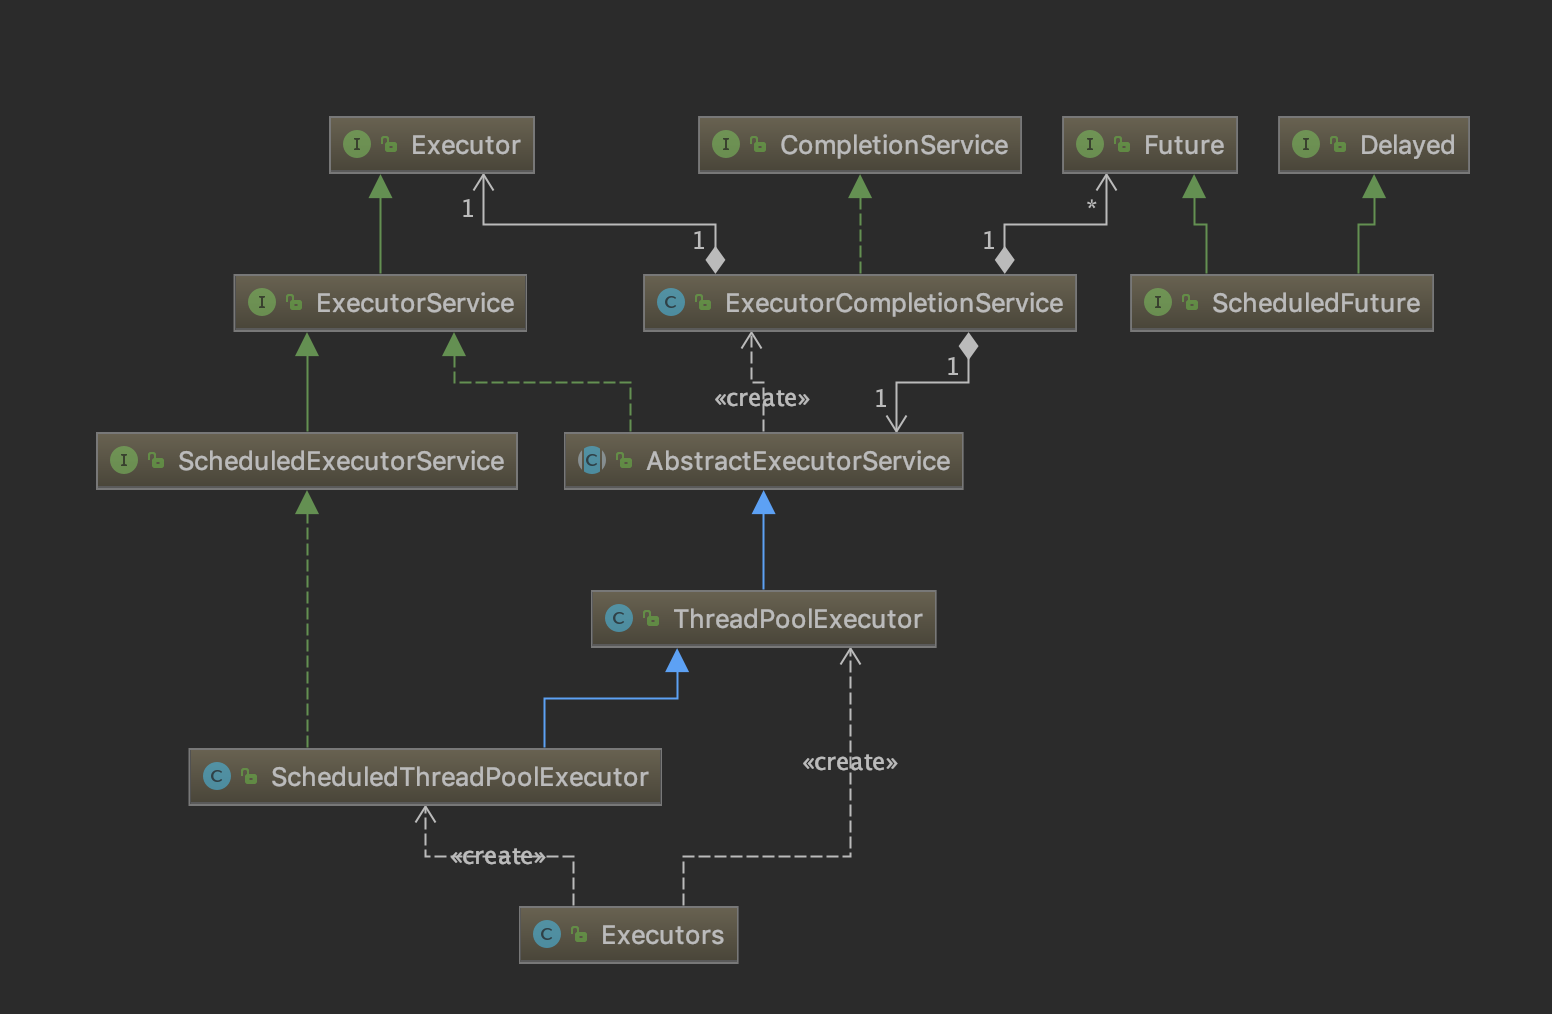 I Executor
I CompletionService
I Future
I Delayed
1
*
1
1
I ExecutorService
C ExecutorCompletionService
I ScheduledFuture
1
«create»
1
I ScheduledExecutorService
C AbstractExecutorService
C ThreadPoolExecutor
«create»
C ScheduledThreadPoolExecutor
«create»
C Executors